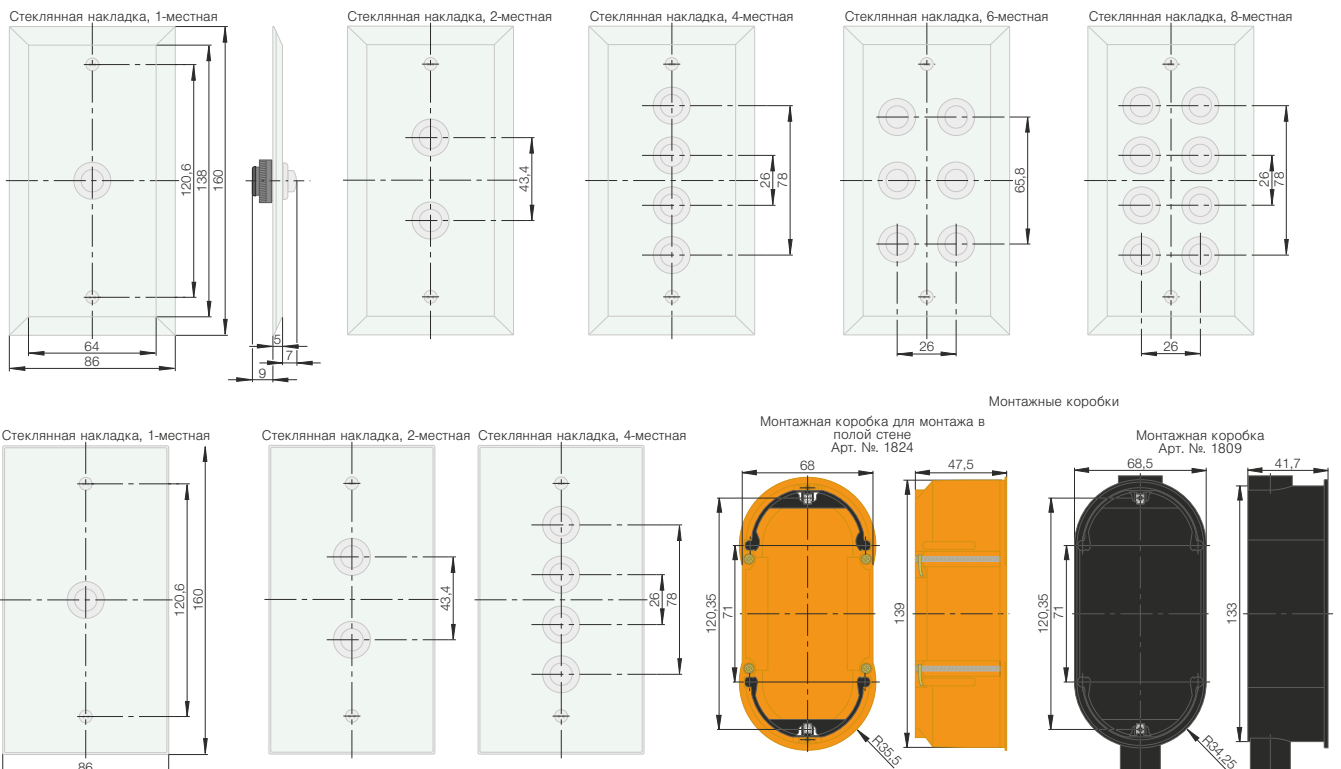 Стеклянная накладка, 1-местная
Стеклянная накладка, 2-местная
Стеклянная накладка, 4-местная
Стеклянная накладка, 6-местная
Стеклянная накладка, 8-местная
120,6
138
160
64
86
5
7
9
43,4
26
78
65,8
26
26
78
26
Монтажные коробки
Стеклянная накладка, 1-местная
Стеклянная накладка, 2-местная
Стеклянная накладка, 4-местная
Монтажная коробка для монтажа в
полой стене
Арт. №. 1824
Монтажная коробка
Арт. №. 1809
120,6
160
86
43,4
26
78
68
47,5
120,35
71
139
R35,5
68,5
41,7
120,35
71
133
R34,25